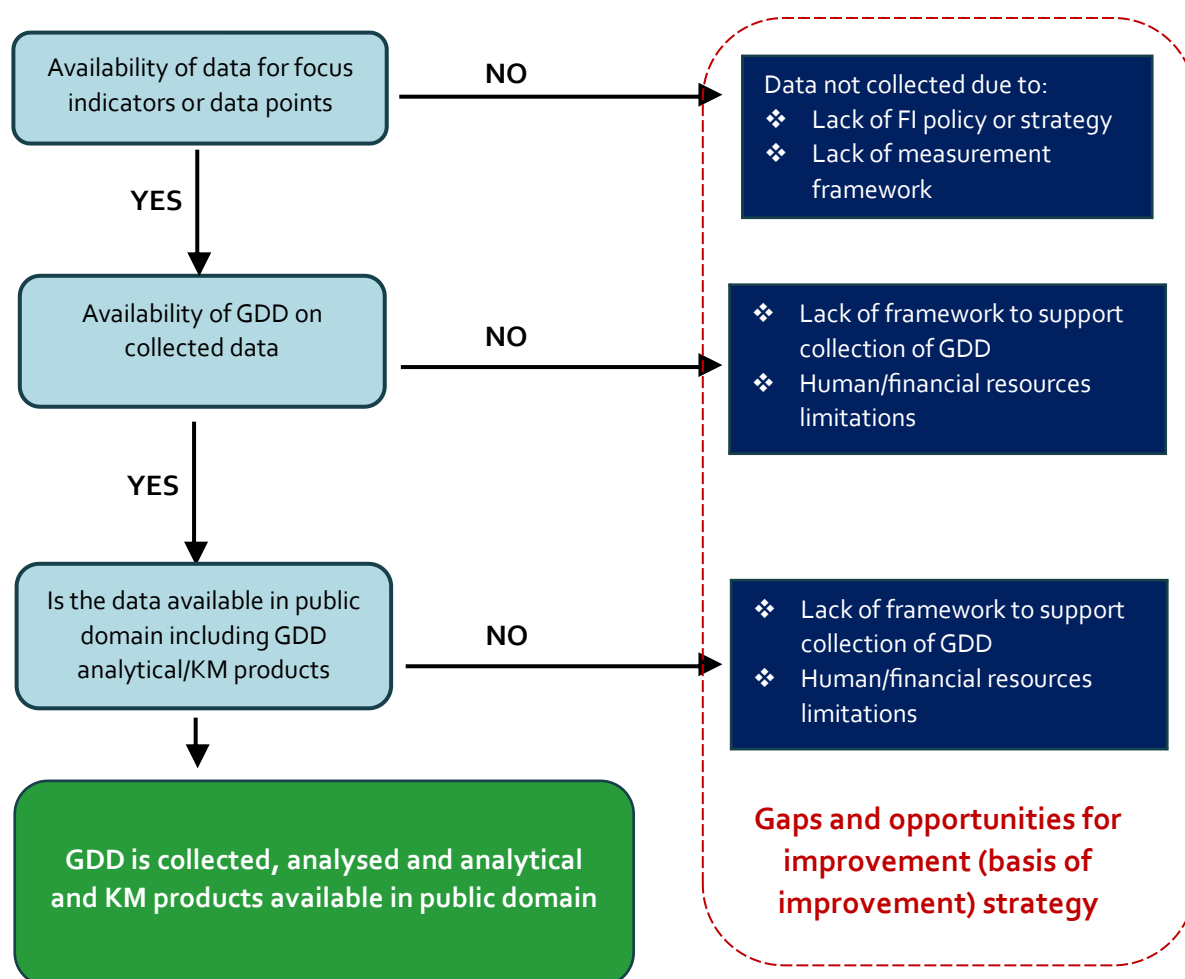 Availability of data for focus
indicators or data points
NO
Data not collected due to:
❖ Lack of FI policy or strategy
❖ Lack of measurement
framework
YES
Availability of GDD on
collected data
NO
❖ Lack of framework to support
collection of GDD
❖ Human/financial resources
limitations
YES
Is the data available in public
domain including GDD
analytical/KM products
NO
❖ Lack of framework to support
collection of GDD
❖ Human/financial resources
limitations
GDD is collected, analysed and analytical
and KM products available in public domain
Gaps and opportunities for
improvement (basis of
improvement) strategy